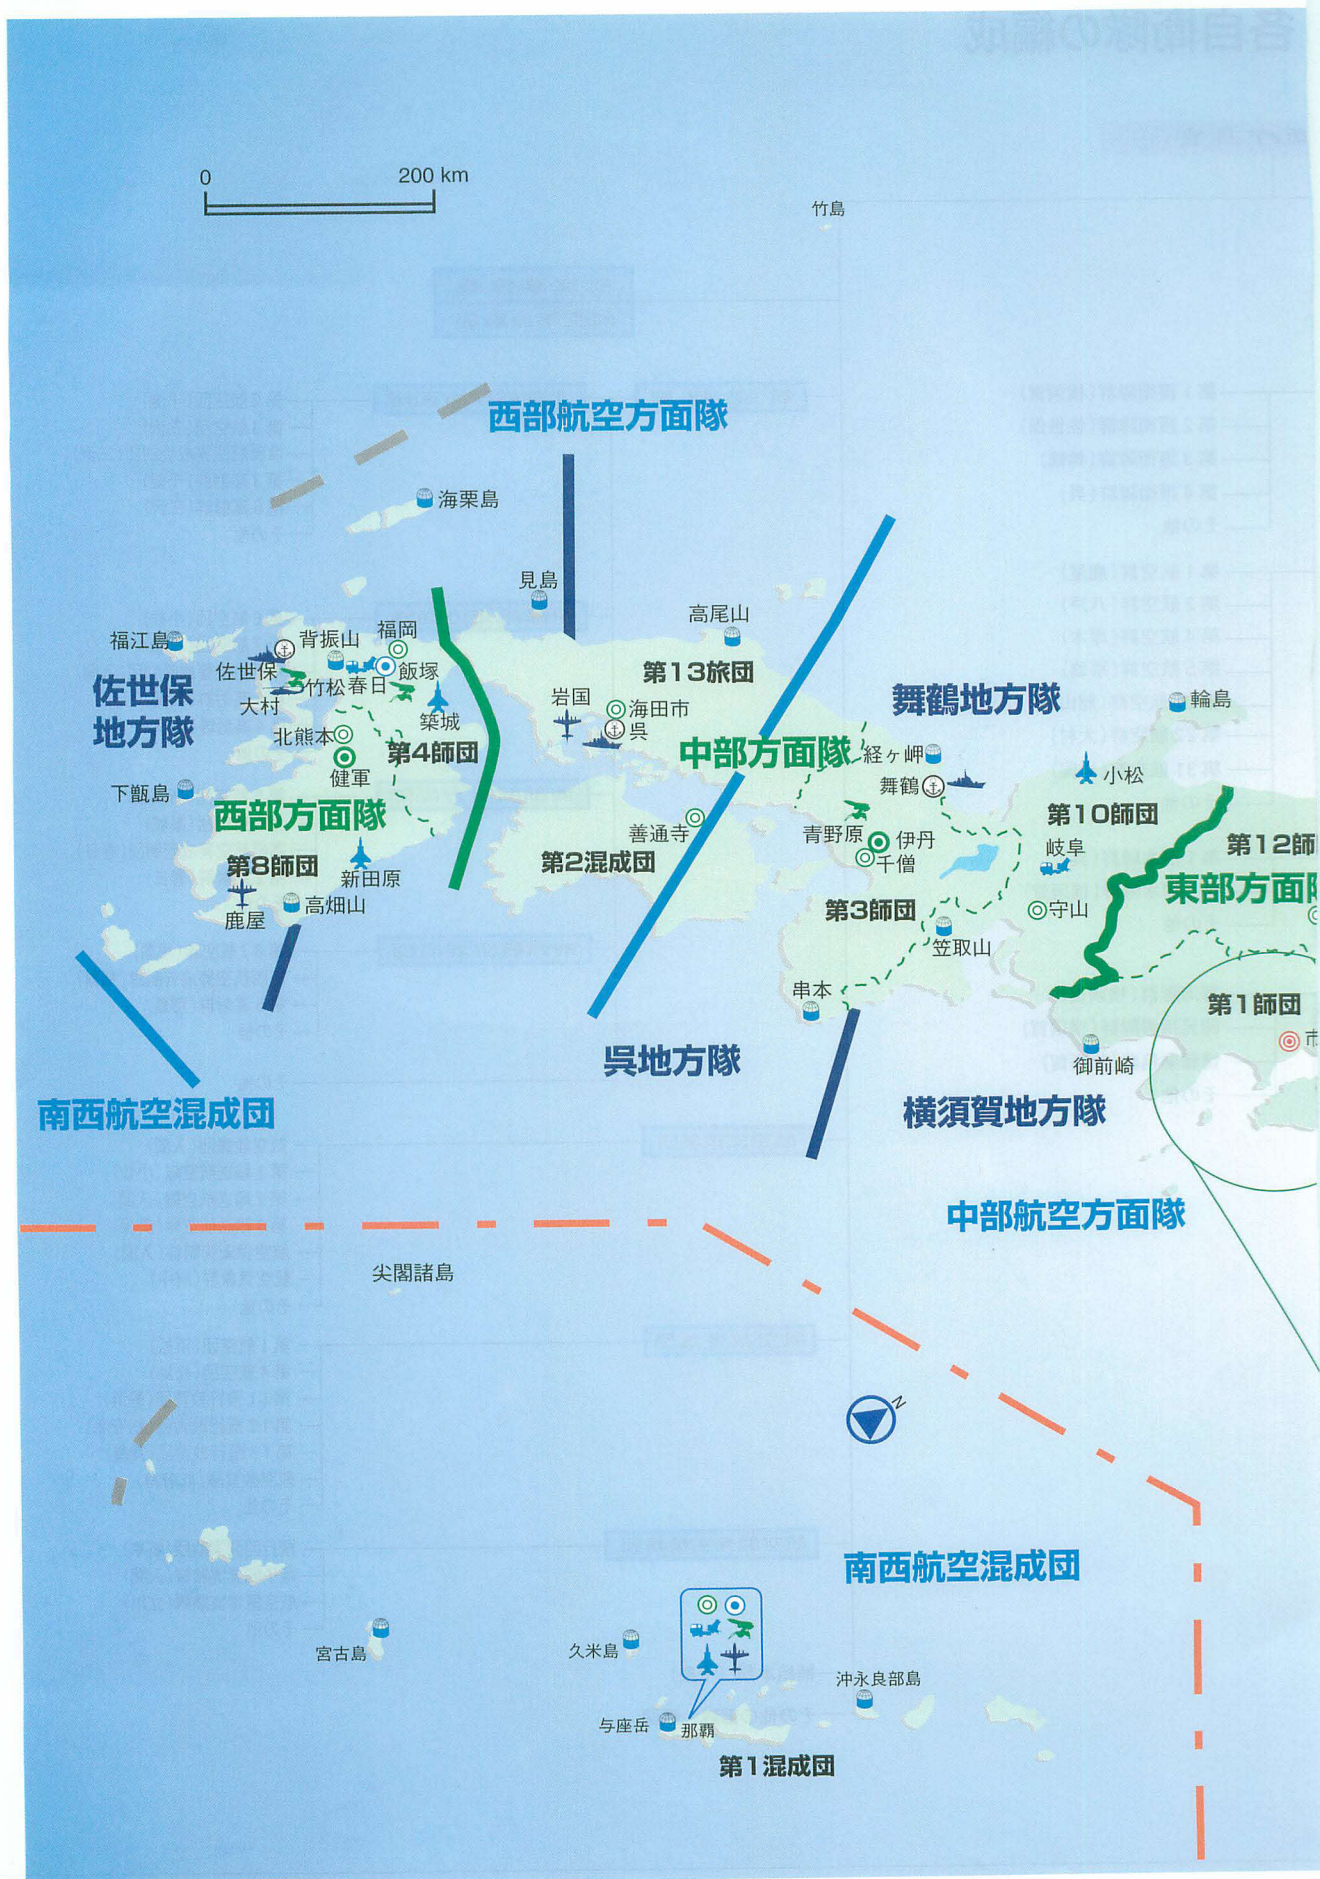 0 200 km
竹島
西部航空方面隊
海栗島
見島
高尾山
福江島
背振山
福岡
佐世保
竹松
春日
飯塚
大村
築城
佐世保
地方隊
北熊本
健軍
第4師団
下甑島
西部方面隊
第8師団
新田原
鹿屋
高畑山
第13旅団
岩国
海田市
呉
中部方面隊
善通寺
第2混成団
舞鶴地方隊
輪島
経ヶ岬
舞鶴
小松
第10師団
青野原
伊丹
千僧
岐阜
第12師
東部方面
第3師団
守山
笠取山
串本
第1師団
市
御前崎
呉地方隊
横須賀地方隊
南西航空混成団
中部航空方面隊
尖閣諸島
N
南西航空混成団
宮古島
久米島
沖永良部島
与座岳
那覇
第1混成団